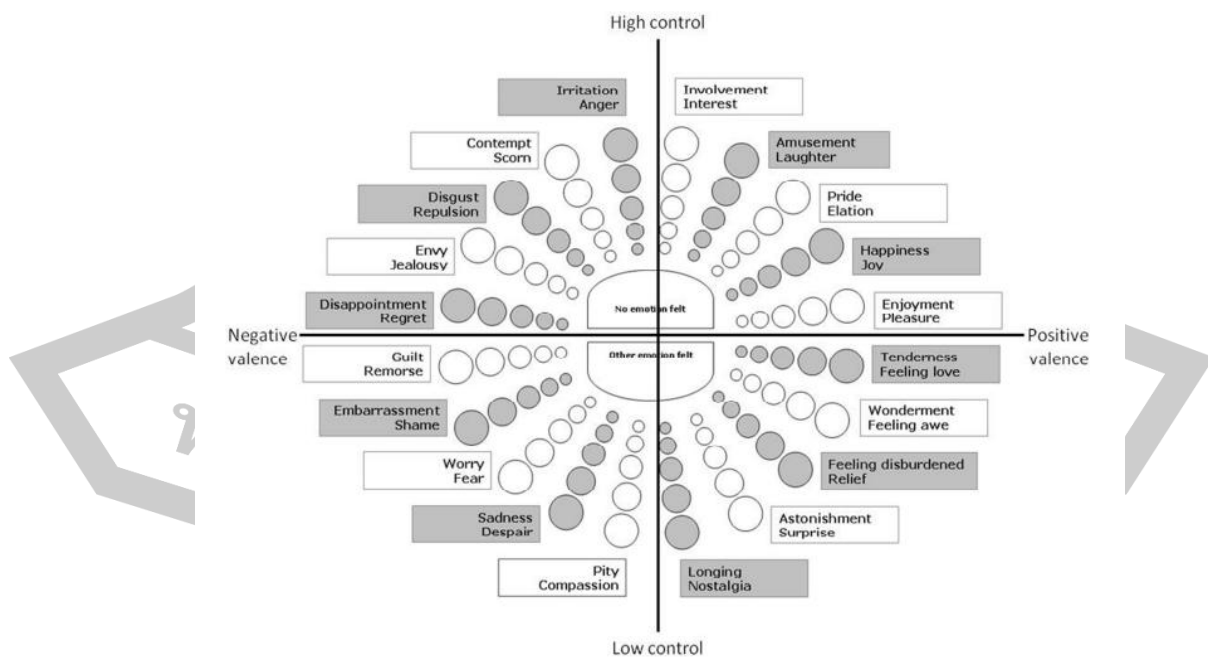 High control
Irritation
Anger
Involvement
Interest
Contempt
Scorn
Amusement
Laughter
Disgust
Repulsion
Pride
Elation
Envy
Jealousy
Happiness
Joy
Disappointment
Regret
No emotion felt
Enjoyment
Pleasure
Negative
valence
Positive
valence
Guilt
Remorse
Other emotion felt
Tenderness
Feeling love
Embarrassment
Shame
Wonderment
Feeling awe
Worry
Fear
Feeling disburdened
Relief
Sadness
Despair
Astonishment
Surprise
Pity
Compassion
Longing
Nostalgia
Low control